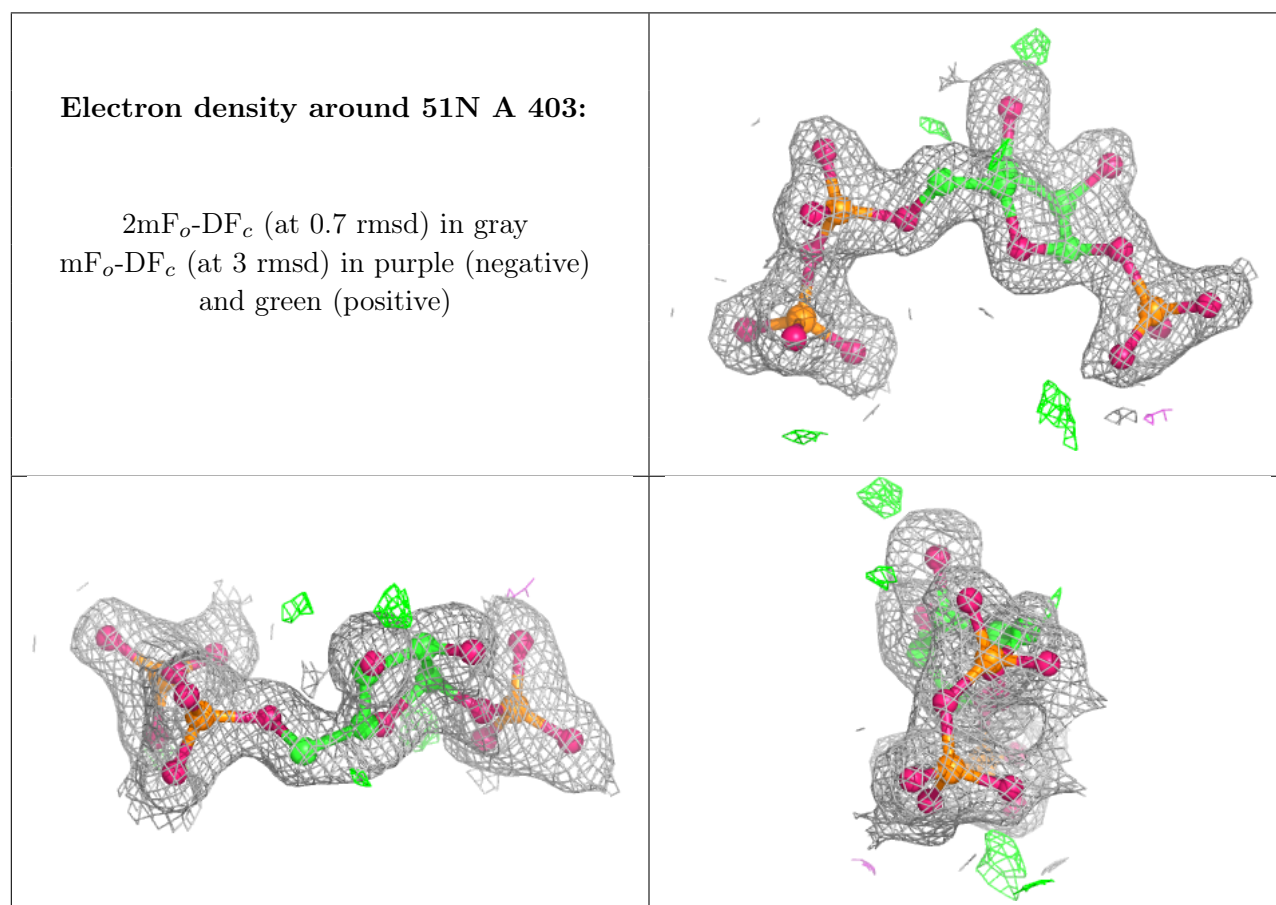 Electron density around 51N A 403:
2mFo-DFc (at 0.7 rmsd) in gray
mFo-DFc (at 3 rmsd) in purple (negative)
and green (positive)